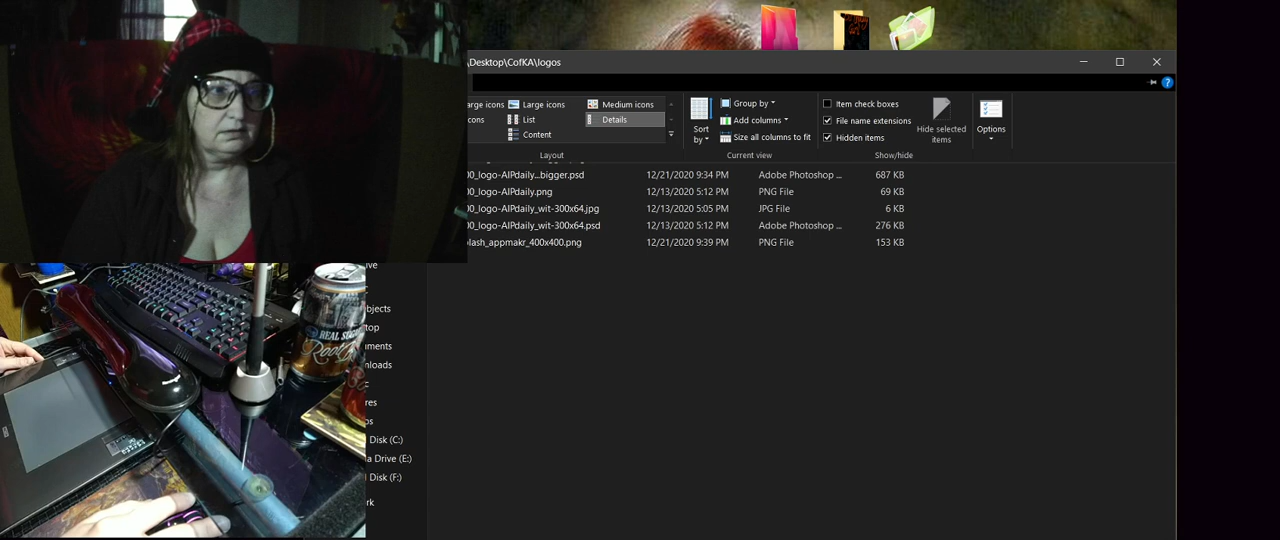 \Desktop\CofKA\logos
arge icons
Large icons
Medium icons
cons
List
Details
Content
Layout
Sort by
Group by
Add columns
Size all columns to fit
Current view
Item check boxes
File name extensions
Hidden items
Hide selected items
Show/hide
Options
00_logo-AIPdaily...bigger.psd 12/21/2020 9:34 PM Adobe Photoshop ... 687 KB
00_logo-AIPdaily.png 12/13/2020 5:12 PM PNG File 69 KB
00_logo-AIPdaily_wit-300x64.jpg 12/13/2020 5:05 PM JPG File 6 KB
00_logo-AIPdaily_wit-300x64.psd 12/13/2020 5:12 PM Adobe Photoshop ... 276 KB
plash_appmakr_400x400.png 12/21/2020 9:39 PM PNG File 153 KB
ive
bjects
top
uments
nloads
c
res
os
Disk (C:)
a Drive (E:)
l Disk (F:)
rk
REAL SUGAR
Root